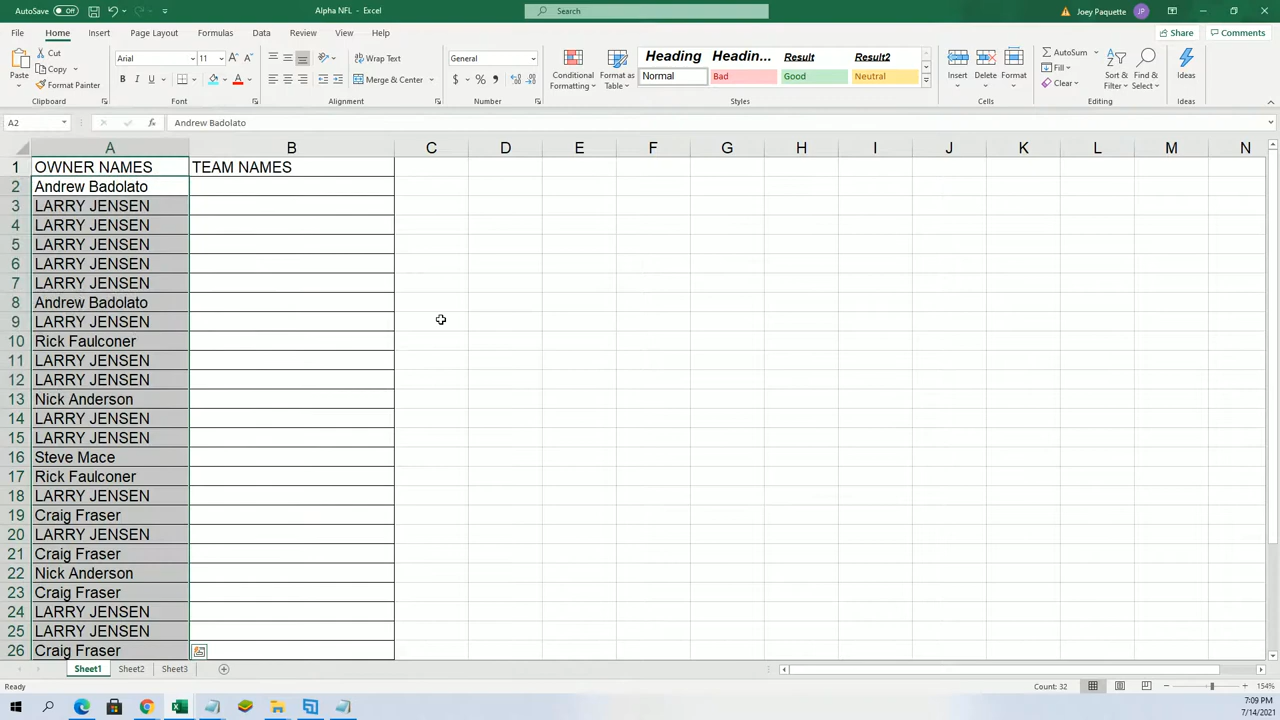 AutoSave Off Alpha NFL - Excel Search Joey Paquette JP
File Home Insert Page Layout Formulas Data Review View Help Share Comments
Paste Cut Copy Format Painter Clipboard
Arial 11 A A B I U A Font
Wrap Text Merge & Center Alignment
General $ % , Number
Conditional Formatting Format as Table
Heading Headin... Result Result2
Normal Bad Good Neutral
Styles
Insert Delete Format Cells
AutoSum Fill Clear Sort & Filter Find & Select Editing
Ideas Ideas
A2 fx Andrew Badolato
A B C D E F G H I J K L M N
1 OWNER NAMES TEAM NAMES
2 Andrew Badolato
3 LARRY JENSEN
4 LARRY JENSEN
5 LARRY JENSEN
6 LARRY JENSEN
7 LARRY JENSEN
8 Andrew Badolato
9 LARRY JENSEN
10 Rick Faulconer
11 LARRY JENSEN
12 LARRY JENSEN
13 Nick Anderson
14 LARRY JENSEN
15 LARRY JENSEN
16 Steve Mace
17 Rick Faulconer
18 LARRY JENSEN
19 Craig Fraser
20 LARRY JENSEN
21 Craig Fraser
22 Nick Anderson
23 Craig Fraser
24 LARRY JENSEN
25 LARRY JENSEN
26 Craig Fraser
Sheet1 Sheet2 Sheet3
Ready Count: 32 154%
7:09 PM
7/14/2021